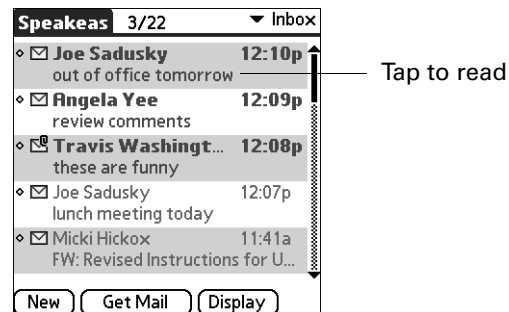 Speakeas 3/22 Inbox
Joe Sadusky 12:10p
out of office tomorrow
Tap to read
Angela Yee 12:09p
review comments
Travis Washingt... 12:08p
these are funny
Joe Sadusky 12:07p
lunch meeting today
Micki Hickox 11:41a
FW: Revised Instructions for U...
New Get Mail Display